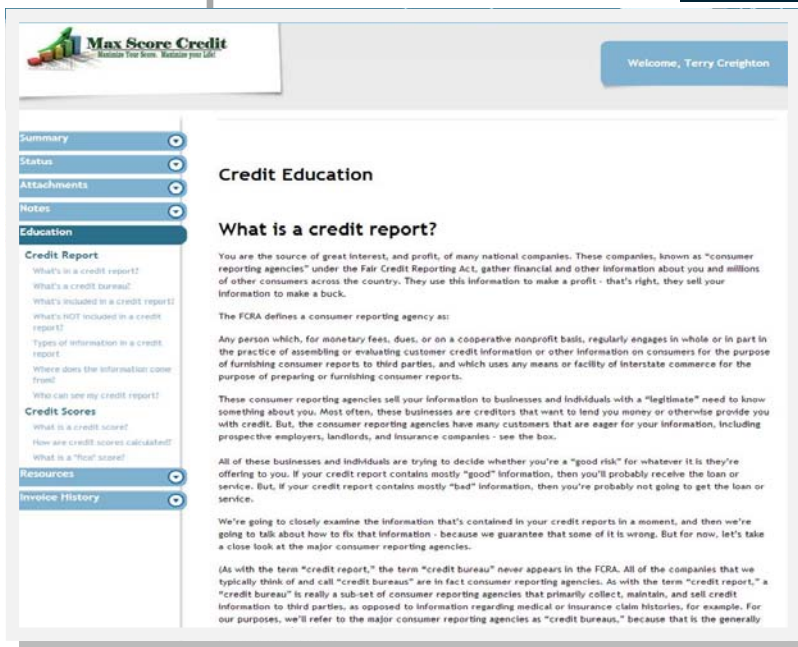 Max Score Credit
Maximize Your Score. Maximize your Life!
Welcome, Terry Creighton
Summary
Status
Attachments
Notes
Education
Credit Report
What's in a credit report?
What's a credit bureau?
What's included in a credit report?
What's NOT included in a credit
report?
Types of information in a credit
report
Where does the information come
from?
Who can see my credit report?
Credit Scores
What is a credit score?
How are credit scores calculated?
What is a "fico" score?
Resources
Invoice History
Credit Education
What is a credit report?
You are the source of great interest, and profit, of many national companies. These companies, known as "consumer
reporting agencies" under the Fair Credit Reporting Act, gather financial and other information about you and millions
of other consumers across the country. They use this information to make a profit - that's right, they sell your
information to make a buck.
The FCRA defines a consumer reporting agency as:
Any person which, for monetary fees, dues, or on a cooperative nonprofit basis, regularly engages in whole or in part in
the practice of assembling or evaluating customer credit information or other information on consumers for the purpose
of furnishing consumer reports to third parties, and which uses any means or facility of interstate commerce for the
purpose of preparing or furnishing consumer reports.
These consumer reporting agencies sell your information to businesses and individuals with a "legitimate" need to know
something about you. Most often, these businesses are creditors that want to lend you money or otherwise provide you
with credit. But, the consumer reporting agencies have many customers that are eager for your information, including
prospective employers, landlords, and insurance companies - see the box.
All of these businesses and individuals are trying to decide whether you're a "good risk" for whatever it is they're
offering to you. If your credit report contains mostly "good" information, then you'll probably receive the loan or
service. But, if your credit report contains mostly "bad" information, then you're probably not going to get the loan or
service.
We're going to closely examine the information that's contained in your credit reports in a moment, and then we're
going to talk about how to fix that information - because we guarantee that some of it is wrong. But for now, let's take
a close look at the major consumer reporting agencies.
(As with the term "credit report," the term "credit bureau" never appears in the FCRA. All of the companies that we
typically think of and call "credit bureaus" are in fact consumer reporting agencies. As with the term "credit report," a
"credit bureau" is really a sub-set of consumer reporting agencies that primarily collect, maintain, and sell credit
information to third parties, as opposed to information regarding medical or insurance claim histories, for example. For
our purposes, we'll refer to the major consumer reporting agencies as "credit bureaus," because that is the generally